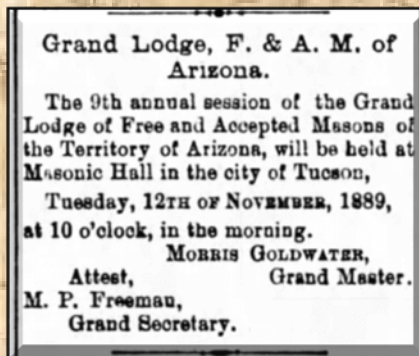 Grand Lodge, F. & A. M. of
Arizona.
The 9th annual session of the Grand
Lodge of Free and Accepted Masons of
the Territory of Arizona, will be held at
Masonic Hall in the city of Tucson,
Tuesday, 12TH OF NOVEMBER, 1889,
at 10 o'clock, in the morning.
MORRIS GOLDWATER,
Attest, Grand Master.
M. P. Freeman,
Grand Secretary.